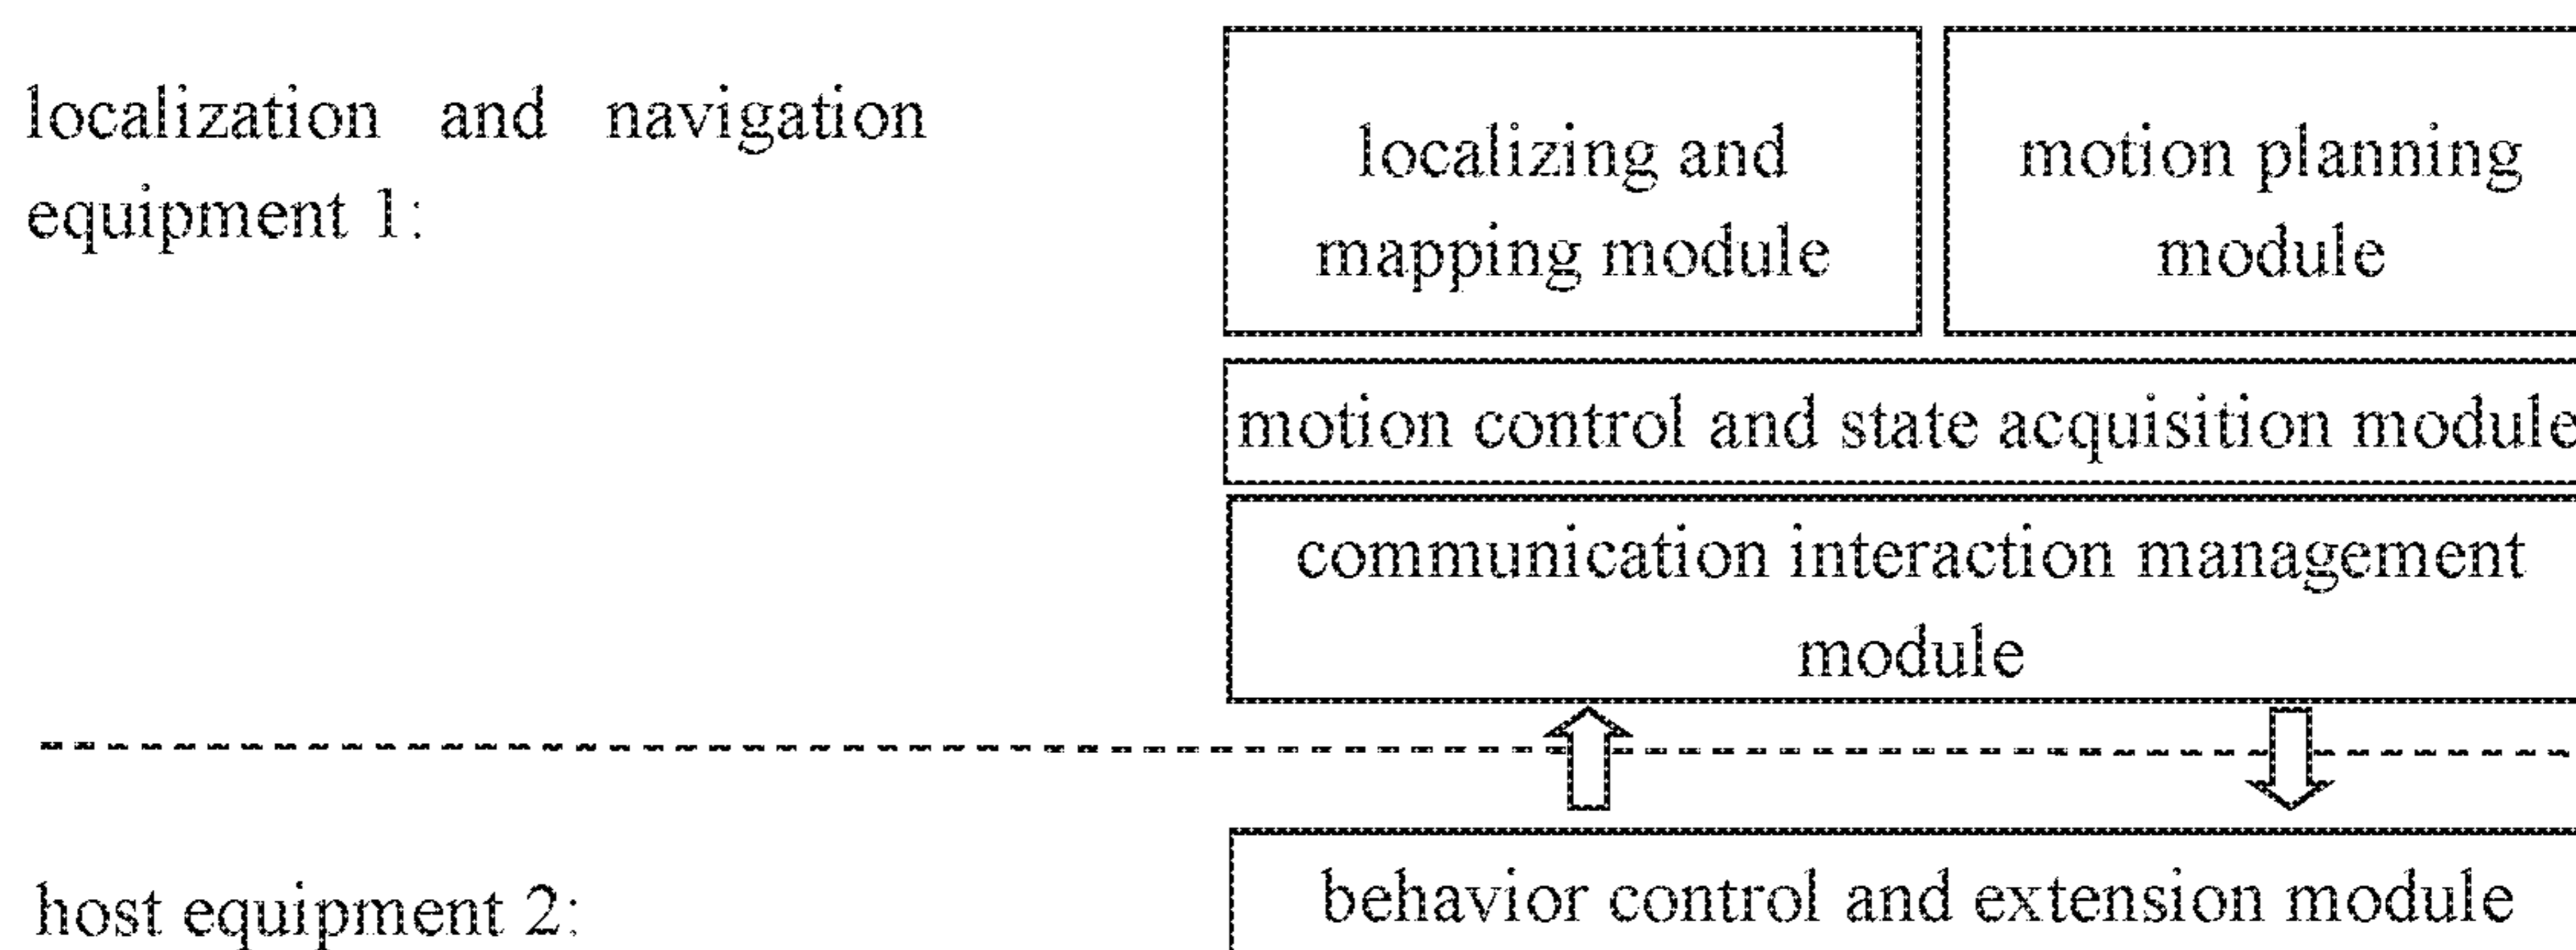 localization and navigation
equipment 1:
localizing and
mapping module
motion planning
module
motion control and state acquisition module
communication interaction management
module
host equipment 2:
behavior control and extension module